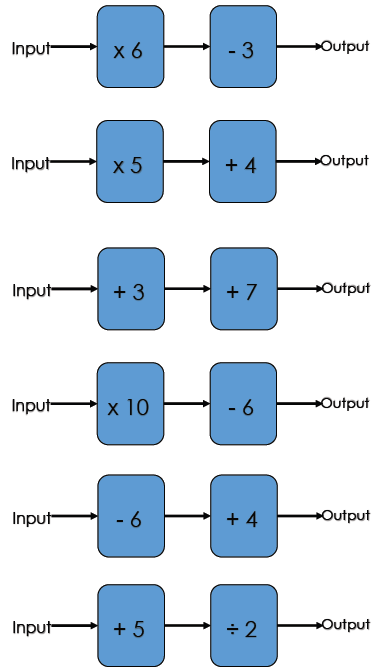 Input x 6 - 3 Output
Input x 5 + 4 Output
Input + 3 + 7 Output
Input x 10 - 6 Output
Input - 6 + 4 Output
Input + 5 ÷ 2 Output